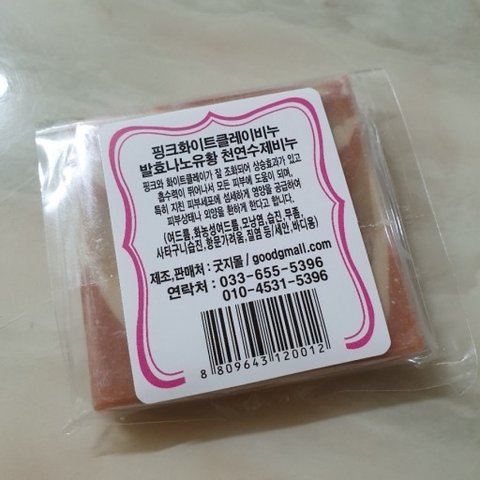 핑크화이트클레이비누
발효나노유황 천연수제비누
핑크와 화이트클레이가 잘 조화되어 상승효과가 있고
흡수력이 뛰어나서 모든 피부에 도움이 되며,
특히 지친 피부세포에 섬세하게 영양을 공급하여
피부상태나 외양을 환하게 한다고 합니다.
(여드름,화농성여드름,모낭염,습진,무좀,
사타구니습진,항문가려움,질염 등/세안,바디용)
제조,판매처 : 굿지몰 / goodgmall.com
연락처 : 033-655-5396
010-4531-5396
8 809643 120012